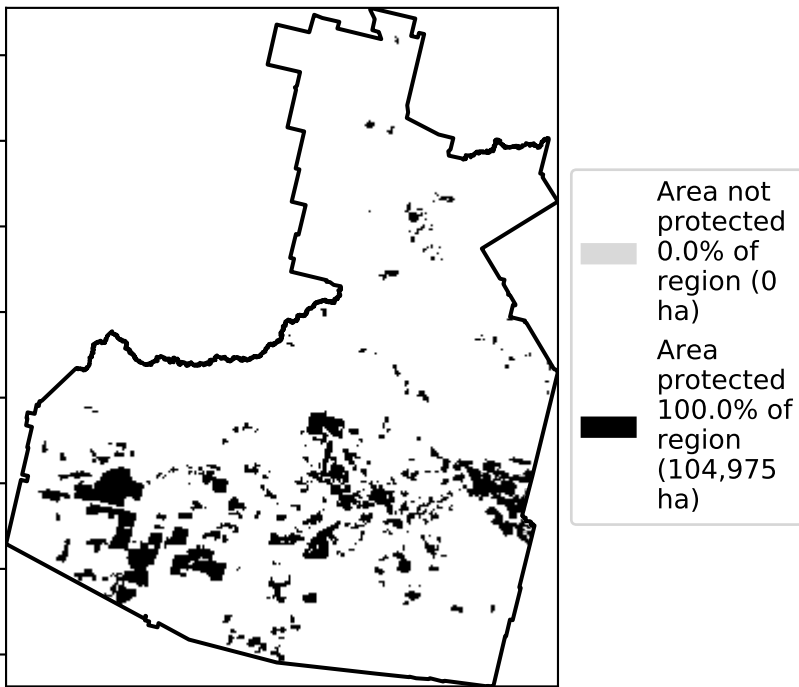 Area not
protected
0.0% of
region (0
ha)
Area
protected
100.0% of
region
(104,975
ha)